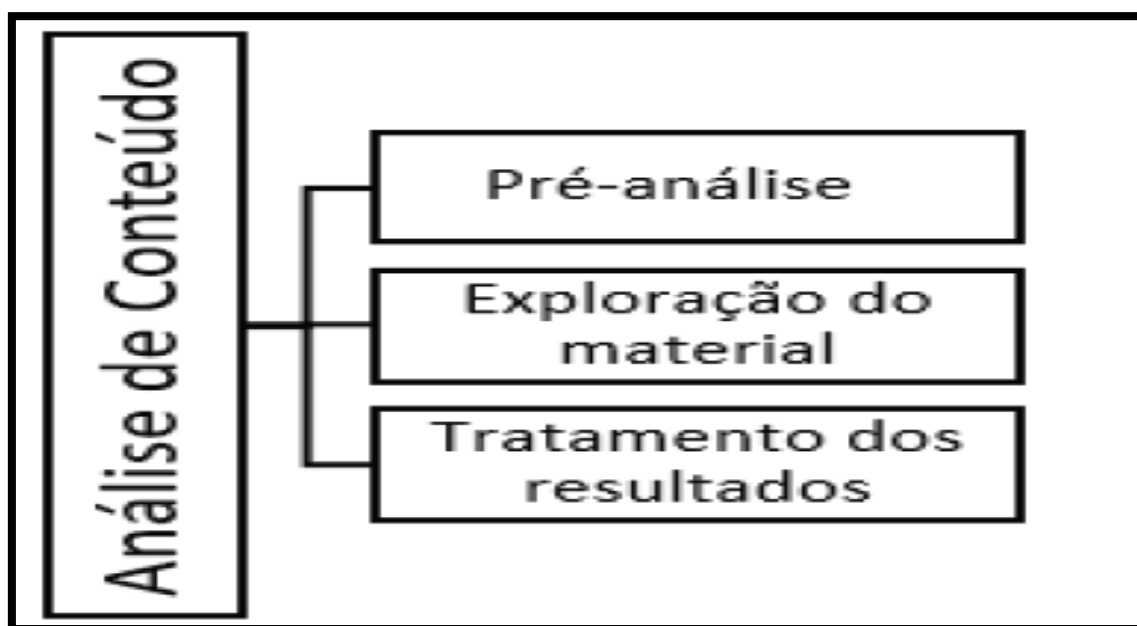 Análise de Conteúdo
Pré-análise
Exploração do
material
Tratamento dos
resultados